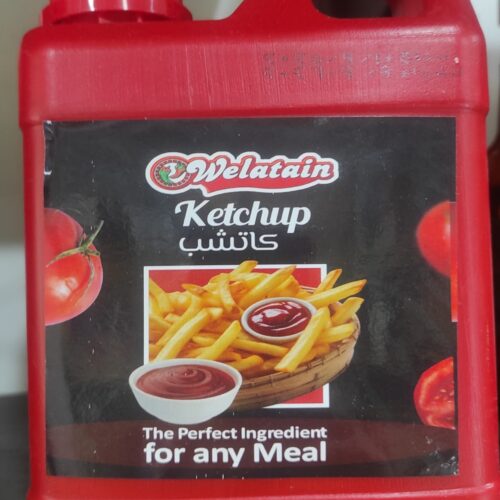 Welatain
Ketchup
كاتشب
The Perfect Ingredient
for any Meal